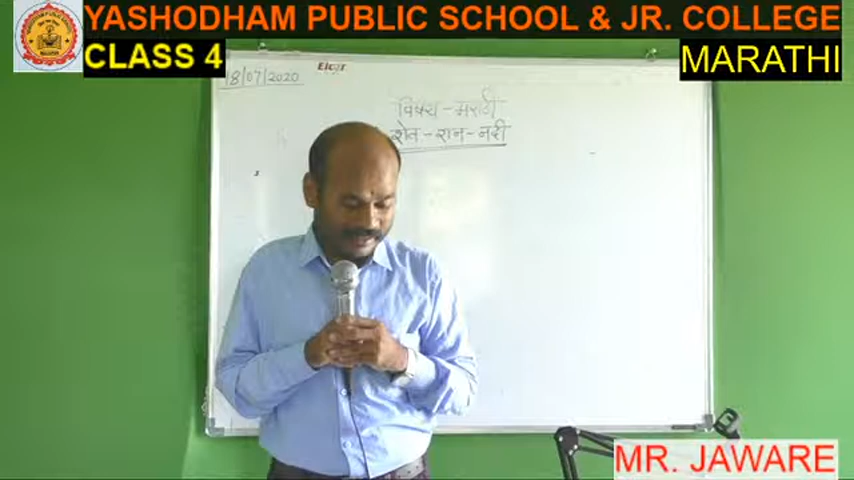 YASHODHAM PUBLIC SCHOOL & JR. COLLEGE
CLASS 4
MARATHI
18/07/2020
विषय - मराठी
शेत - रान - नदी
MR. JAWARE